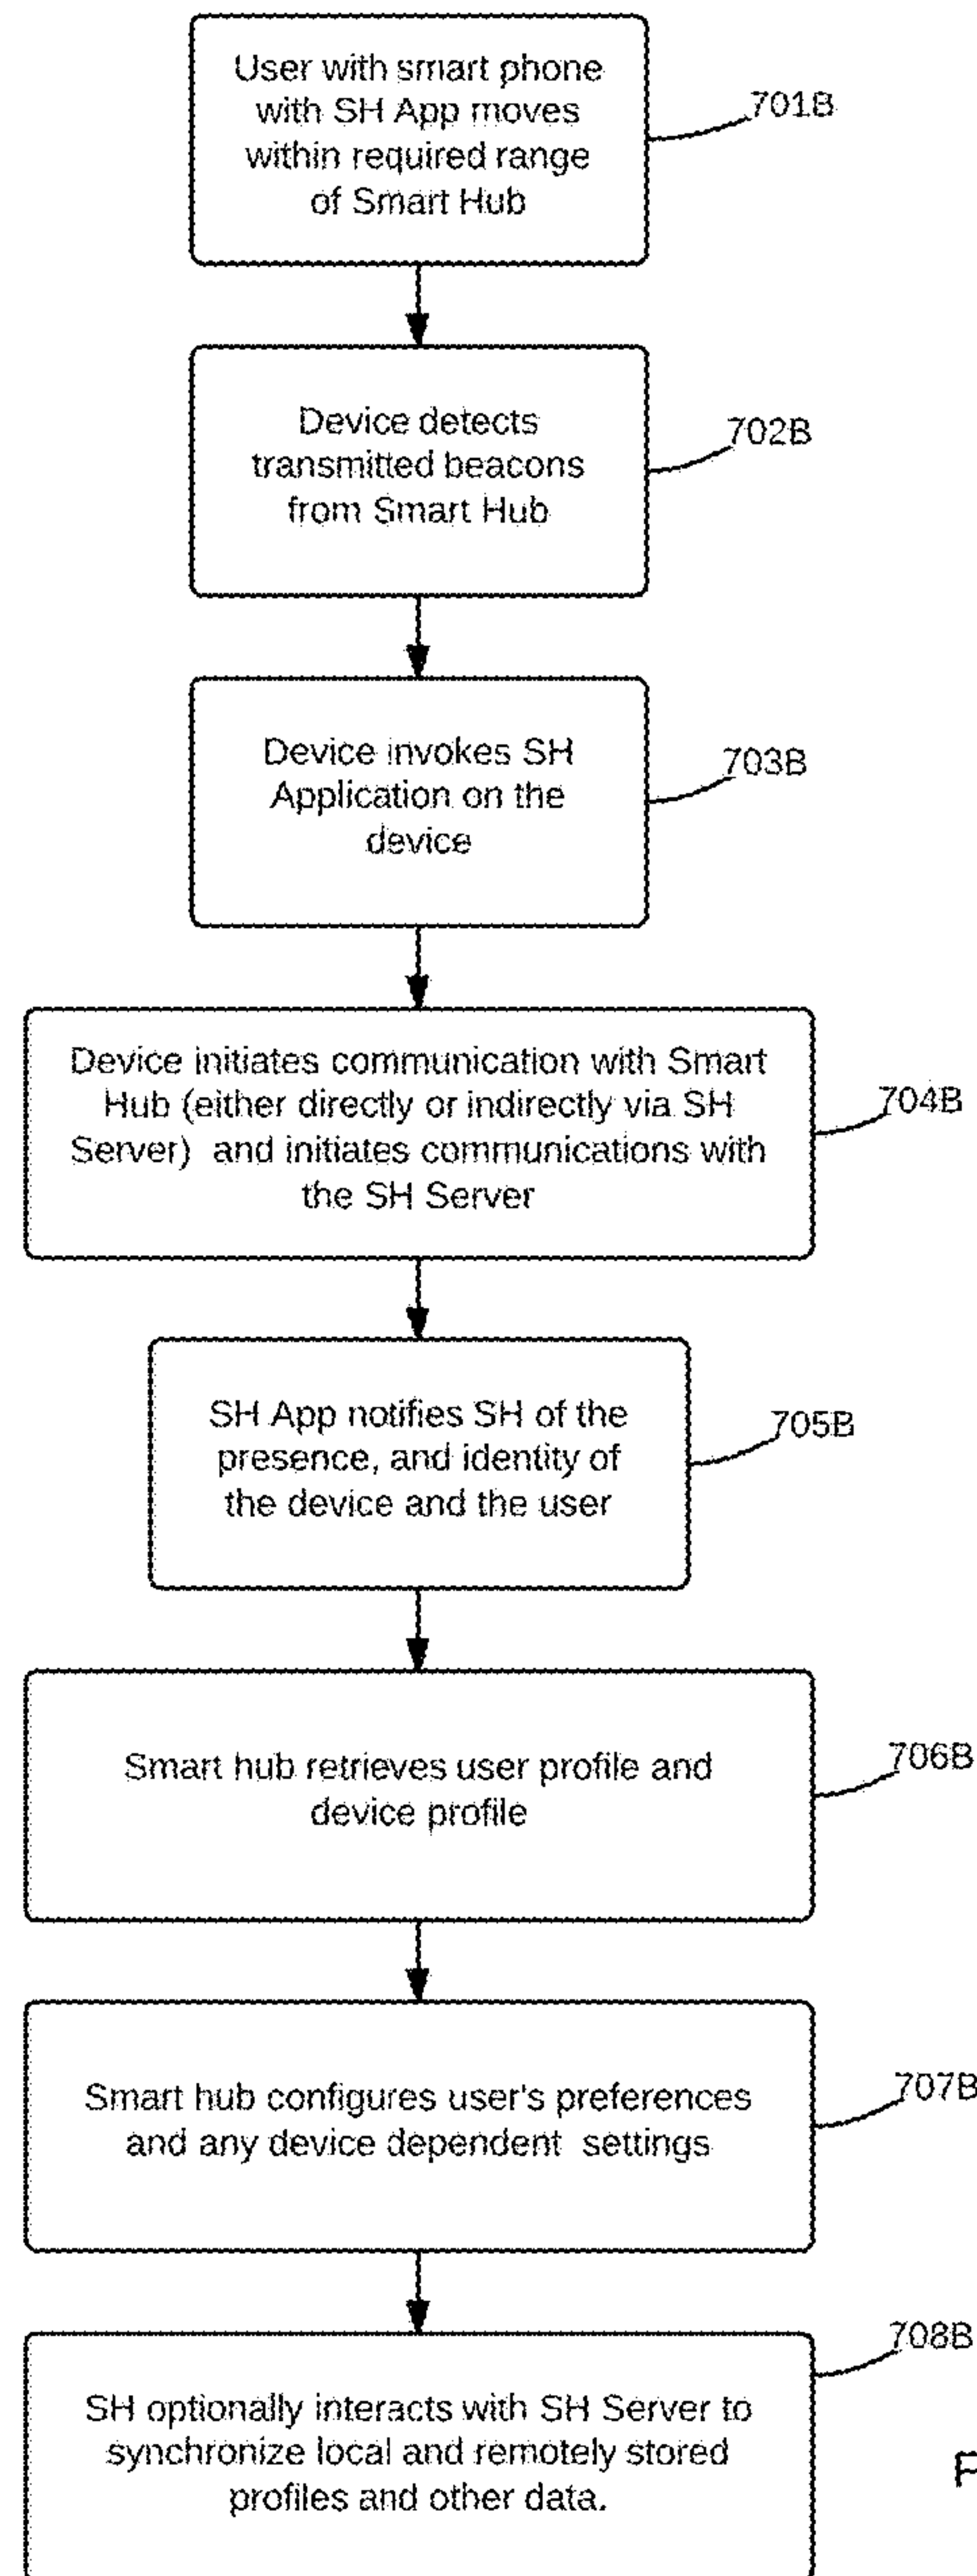 User with smart phone
with SH App moves
within required range
of Smart Hub
701B
Device detects
transmitted beacons
from Smart Hub
702B
Device invokes SH
Application on the
device
703B
Device initiates communication with Smart
Hub (either directly or indirectly via SH
Server) and initiates communications with
the SH Server
704B
SH App notifies SH of the
presence, and identity of
the device and the user
705B
Smart hub retrieves user profile and
device profile
706B
Smart hub configures user's preferences
and any device dependent settings
707B
SH optionally interacts with SH Server to
synchronize local and remotely stored
profiles and other data.
708B